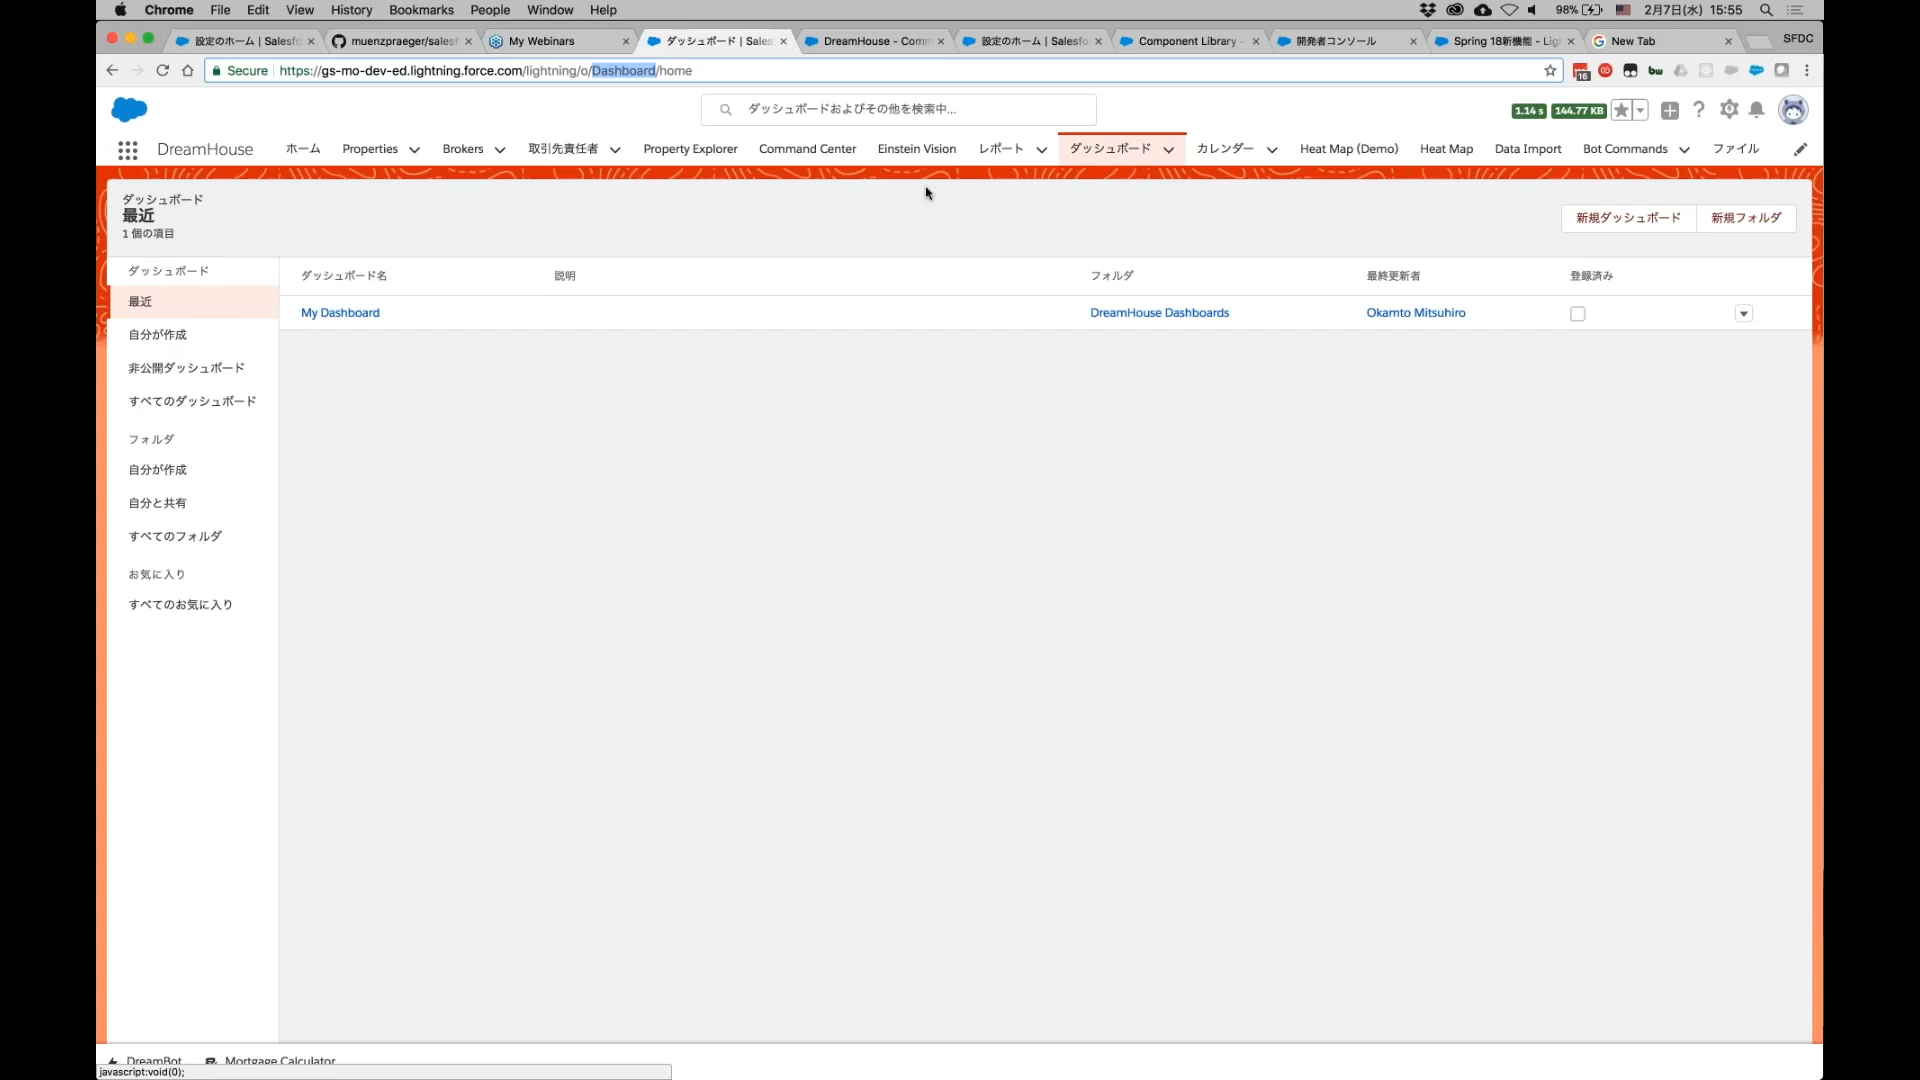 Chrome File Edit View History Bookmarks People Window Help 98% 2月7日(水) 15:55
設定のホーム | Salesfo muenzpraeger/salesf My Webinars ダッシュボード | Sales DreamHouse - Comm 設定のホーム | Salesfo Component Library - 開発者コンソール Spring 18新機能 - Lig New Tab SFDC
Secure https://gs-mo-dev-ed.lightning.force.com/lightning/o/Dashboard/home 16 bw
ダッシュボードおよびその他を検索中... 1.14 s 144.77 KB
DreamHouse ホーム Properties Brokers 取引先責任者 Property Explorer Command Center Einstein Vision レポート ダッシュボード カレンダー Heat Map (Demo) Heat Map Data Import Bot Commands ファイル
ダッシュボード
最近
1 個の項目
新規ダッシュボード 新規フォルダ
ダッシュボード
最近
自分が作成
非公開ダッシュボード
すべてのダッシュボード
フォルダ
自分が作成
自分と共有
すべてのフォルダ
お気に入り
すべてのお気に入り
ダッシュボード名 説明 フォルダ 最終更新者 登録済み
My Dashboard DreamHouse Dashboards Okamto Mitsuhiro
DreamBot Mortgage Calculator
javascript:void(0);